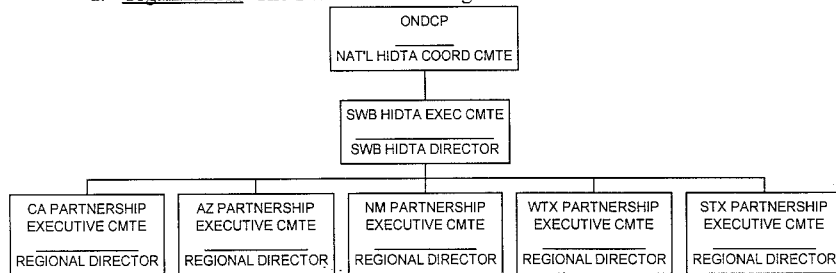 ONDCP
NAT'L HIDTA COORD CMTE
SWB HIDTA EXEC CMTE
SWB HIDTA DIRECTOR
CA PARTNERSHIP
EXECUTIVE CMTE
REGIONAL DIRECTOR
AZ PARTNERSHIP
EXECUTIVE CMTE
REGIONAL DIRECTOR
NM PARTNERSHIP
EXECUTIVE CMTE
REGIONAL DIRECTOR
WTX PARTNERSHIP
EXECUTIVE CMTE
REGIONAL DIRECTOR
STX PARTNERSHIP
EXECUTIVE CMTE
REGIONAL DIRECTOR